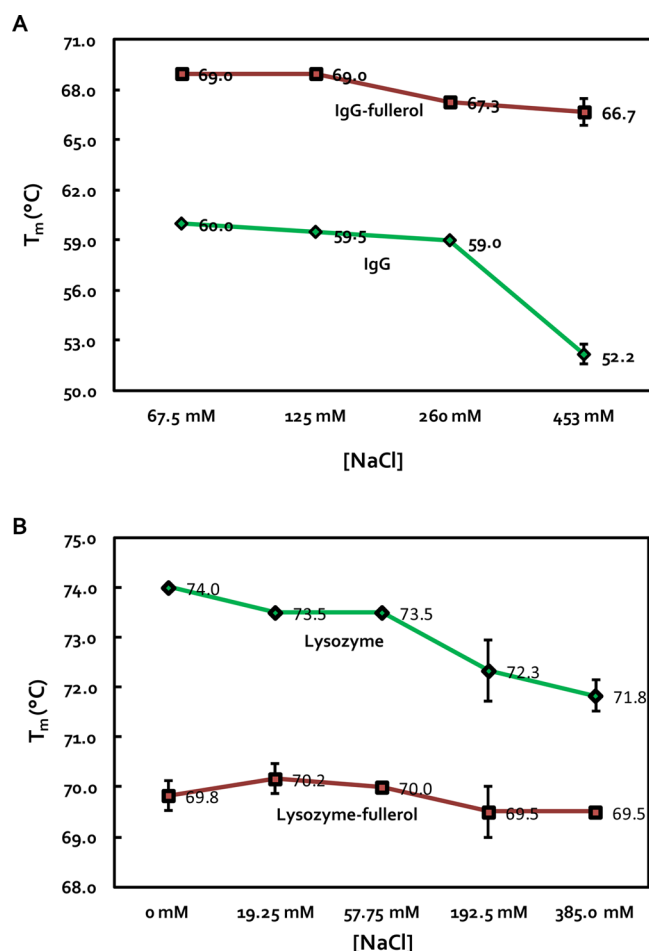 A
71.0
69.0 69.0
68.0
67.3
66.7
IgG-fullerol
65.0
62.0
60.0 59.5 59.0
59.0
IgG
56.0
53.0
52.2
50.0
Tm (°C)
67.5 mM 125 mM 260 mM 453 mM
[NaCl]
B
75.0
74.0
74.0
73.5 73.5
73.0
Lysozyme
72.3
72.0
71.8
71.0
70.2 70.0
70.0
69.8
69.5 69.5
Lysozyme-fullerol
69.0
68.0
Tm (°C)
0 mM 19.25 mM 57.75 mM 192.5 mM 385.0 mM
[NaCl]